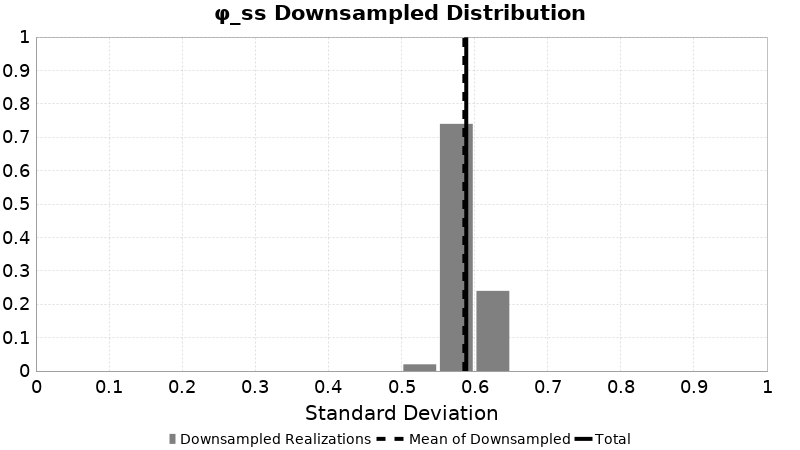 φ_ss Downsampled Distribution
1
0.9
0.8
0.7
0.6
0.5
0.4
0.3
0.2
0.1
0
0 0.1 0.2 0.3 0.4 0.5 0.6 0.7 0.8 0.9 1
Standard Deviation
Downsampled Realizations Mean of Downsampled Total